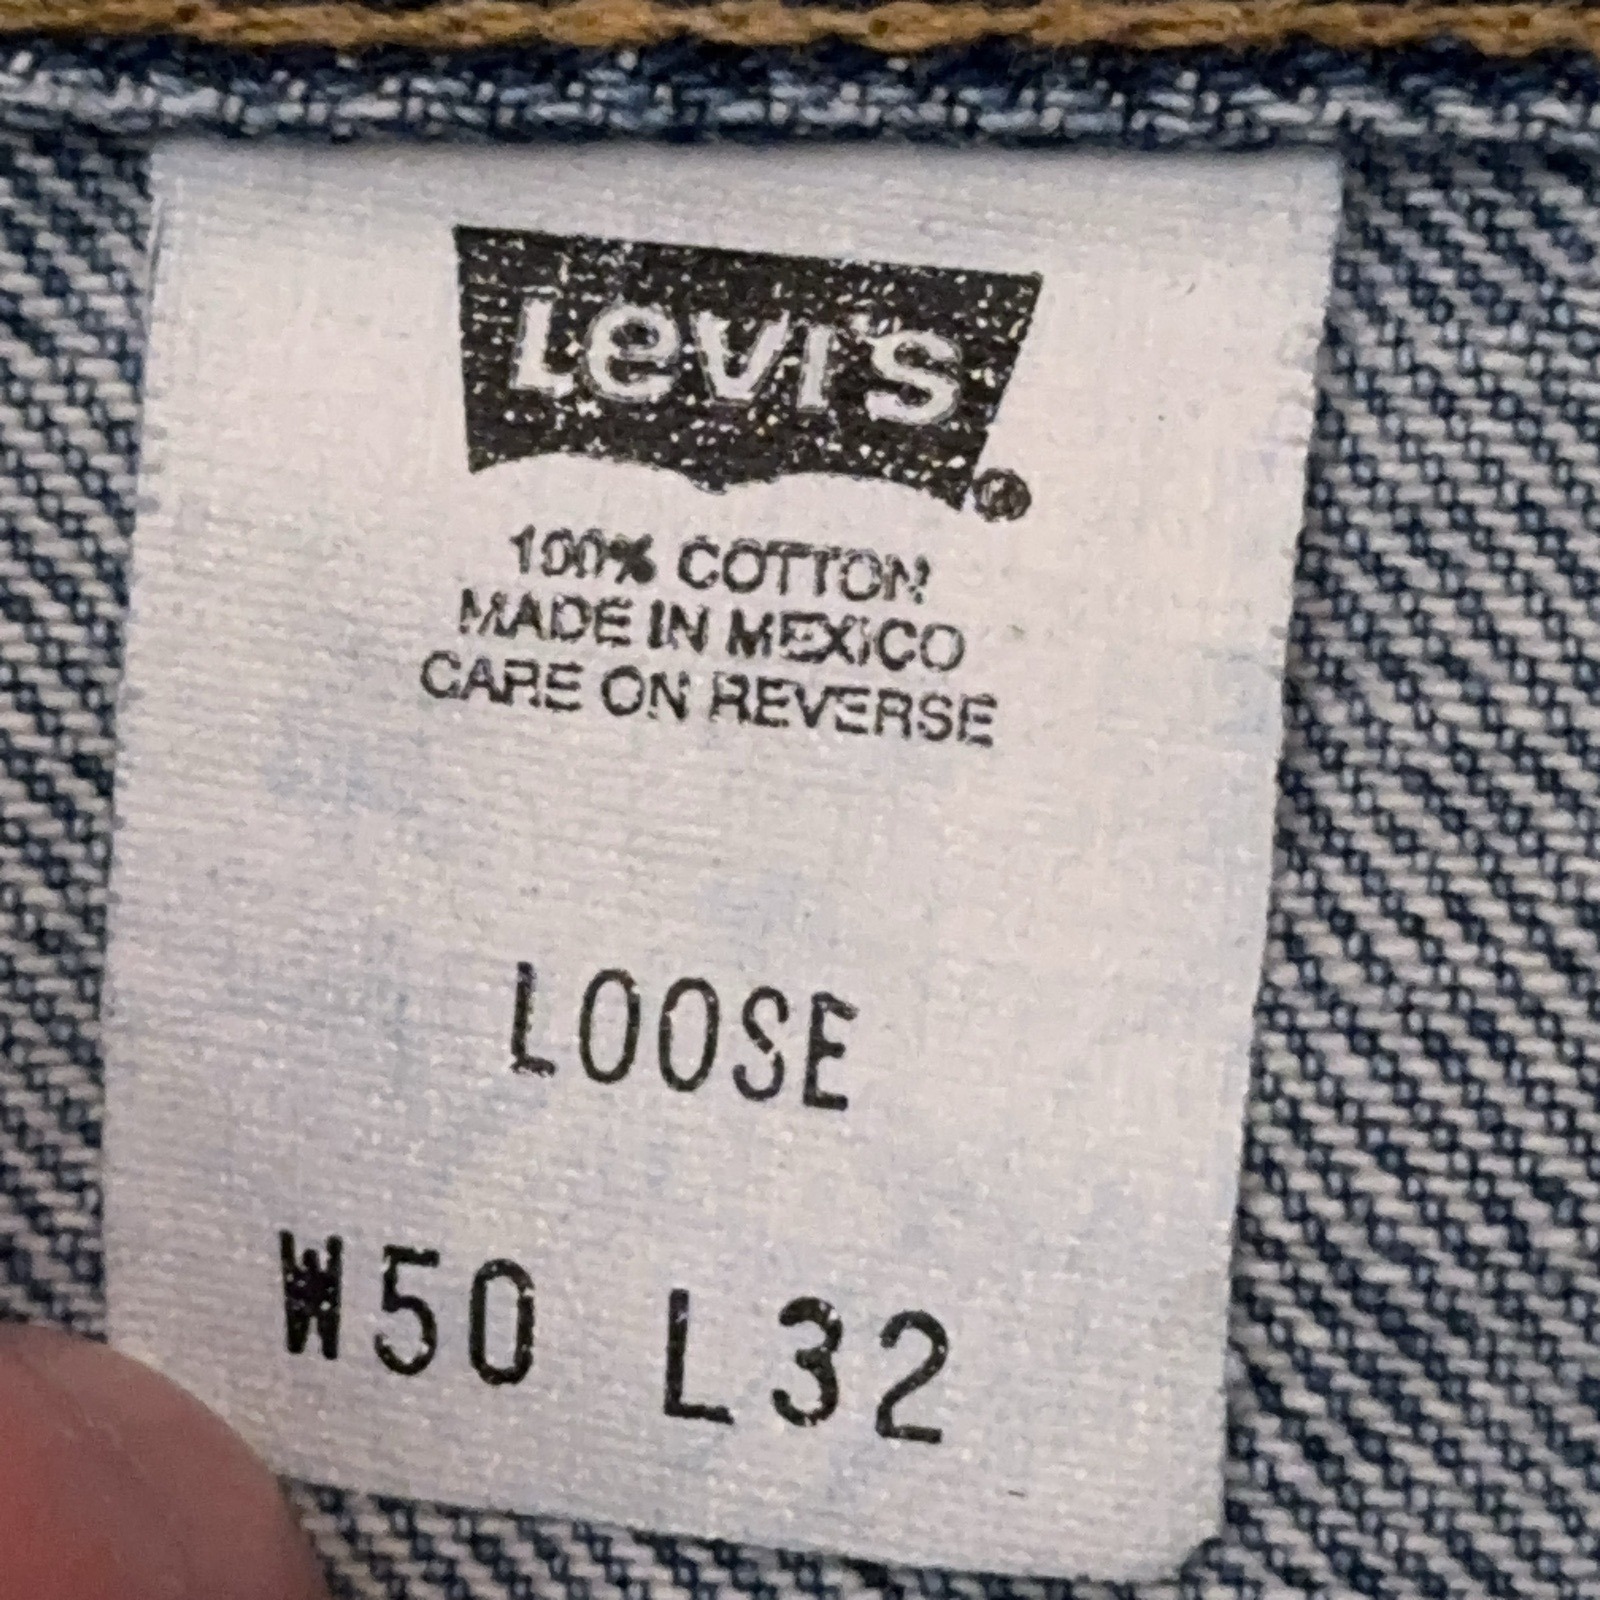 Levi's®
100% COTTON
MADE IN MEXICO
CARE ON REVERSE
LOOSE
W50 L32